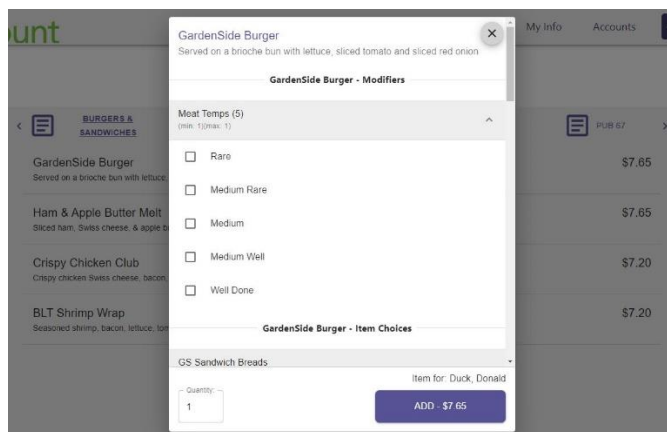 ount
My Info
Accounts
GardenSide Burger
Served on a brioche bun with lettuce, sliced tomato and sliced red onion
GardenSide Burger - Modifiers
Meat Temps (5)
(min: 1)(max: 1)
Rare
Medium Rare
Medium
Medium Well
Well Done
GardenSide Burger - Item Choices
GS Sandwich Breads
Item for: Duck, Donald
Quantity:
1
ADD - $7.65
BURGERS &
SANDWICHES
PUB 67
GardenSide Burger
$7.65
Served on a brioche bun with lettuce,
Ham & Apple Butter Melt
$7.65
Sliced ham, Swiss cheese, & apple b
Crispy Chicken Club
$7.20
Crispy chicken Swiss cheese, bacon,
BLT Shrimp Wrap
$7.20
Seasoned shrimp, bacon, lettuce, tom